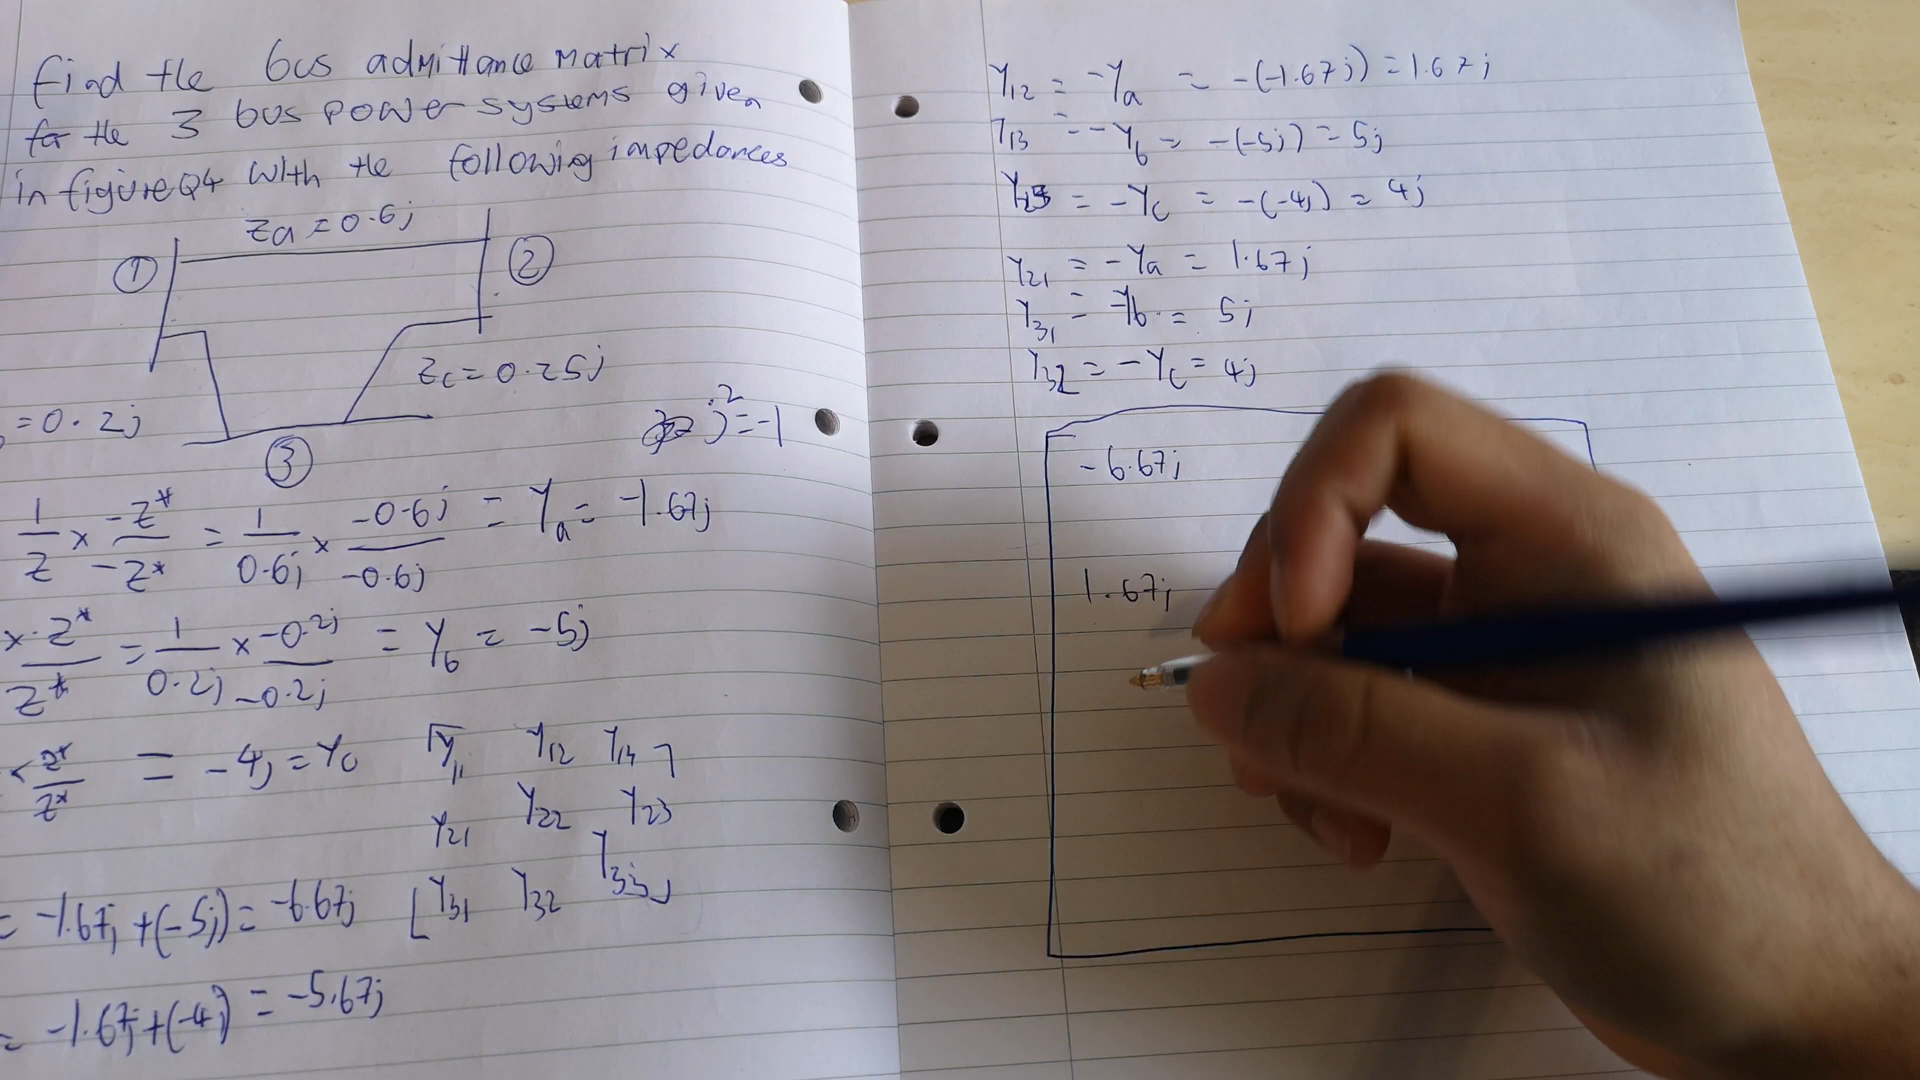 find the bus admittance matrix
for the 3 bus power systems given
in figure Q4 with the following impedances
Za = 0.6j
① ②
Zc = 0.25j
= 0.2j
j² = -1
③
1/Z × -Z*/-Z* = 1/0.6j × -0.6j/-0.6j = Ya = -1.67j
× Z*/Z* = 1/0.2j × -0.2j/-0.2j = Yb = -5j
Z*/Z* = -4j = Yc
[Y11 Y12 Y13]
Y21 Y22 Y23
[Y31 Y32 Y33]
= -1.67j + (-5j) = -6.67j
= -1.67j + (-4j) = -5.67j
Y12 = -Ya = -(-1.67j) = 1.67j
Y13 = -Yb = -(-5j) = 5j
Y23 = -Yc = -(-4j) = 4j
Y21 = -Ya = 1.67j
Y31 = -Yb = 5j
Y32 = -Yc = 4j
-6.67j
1.67j